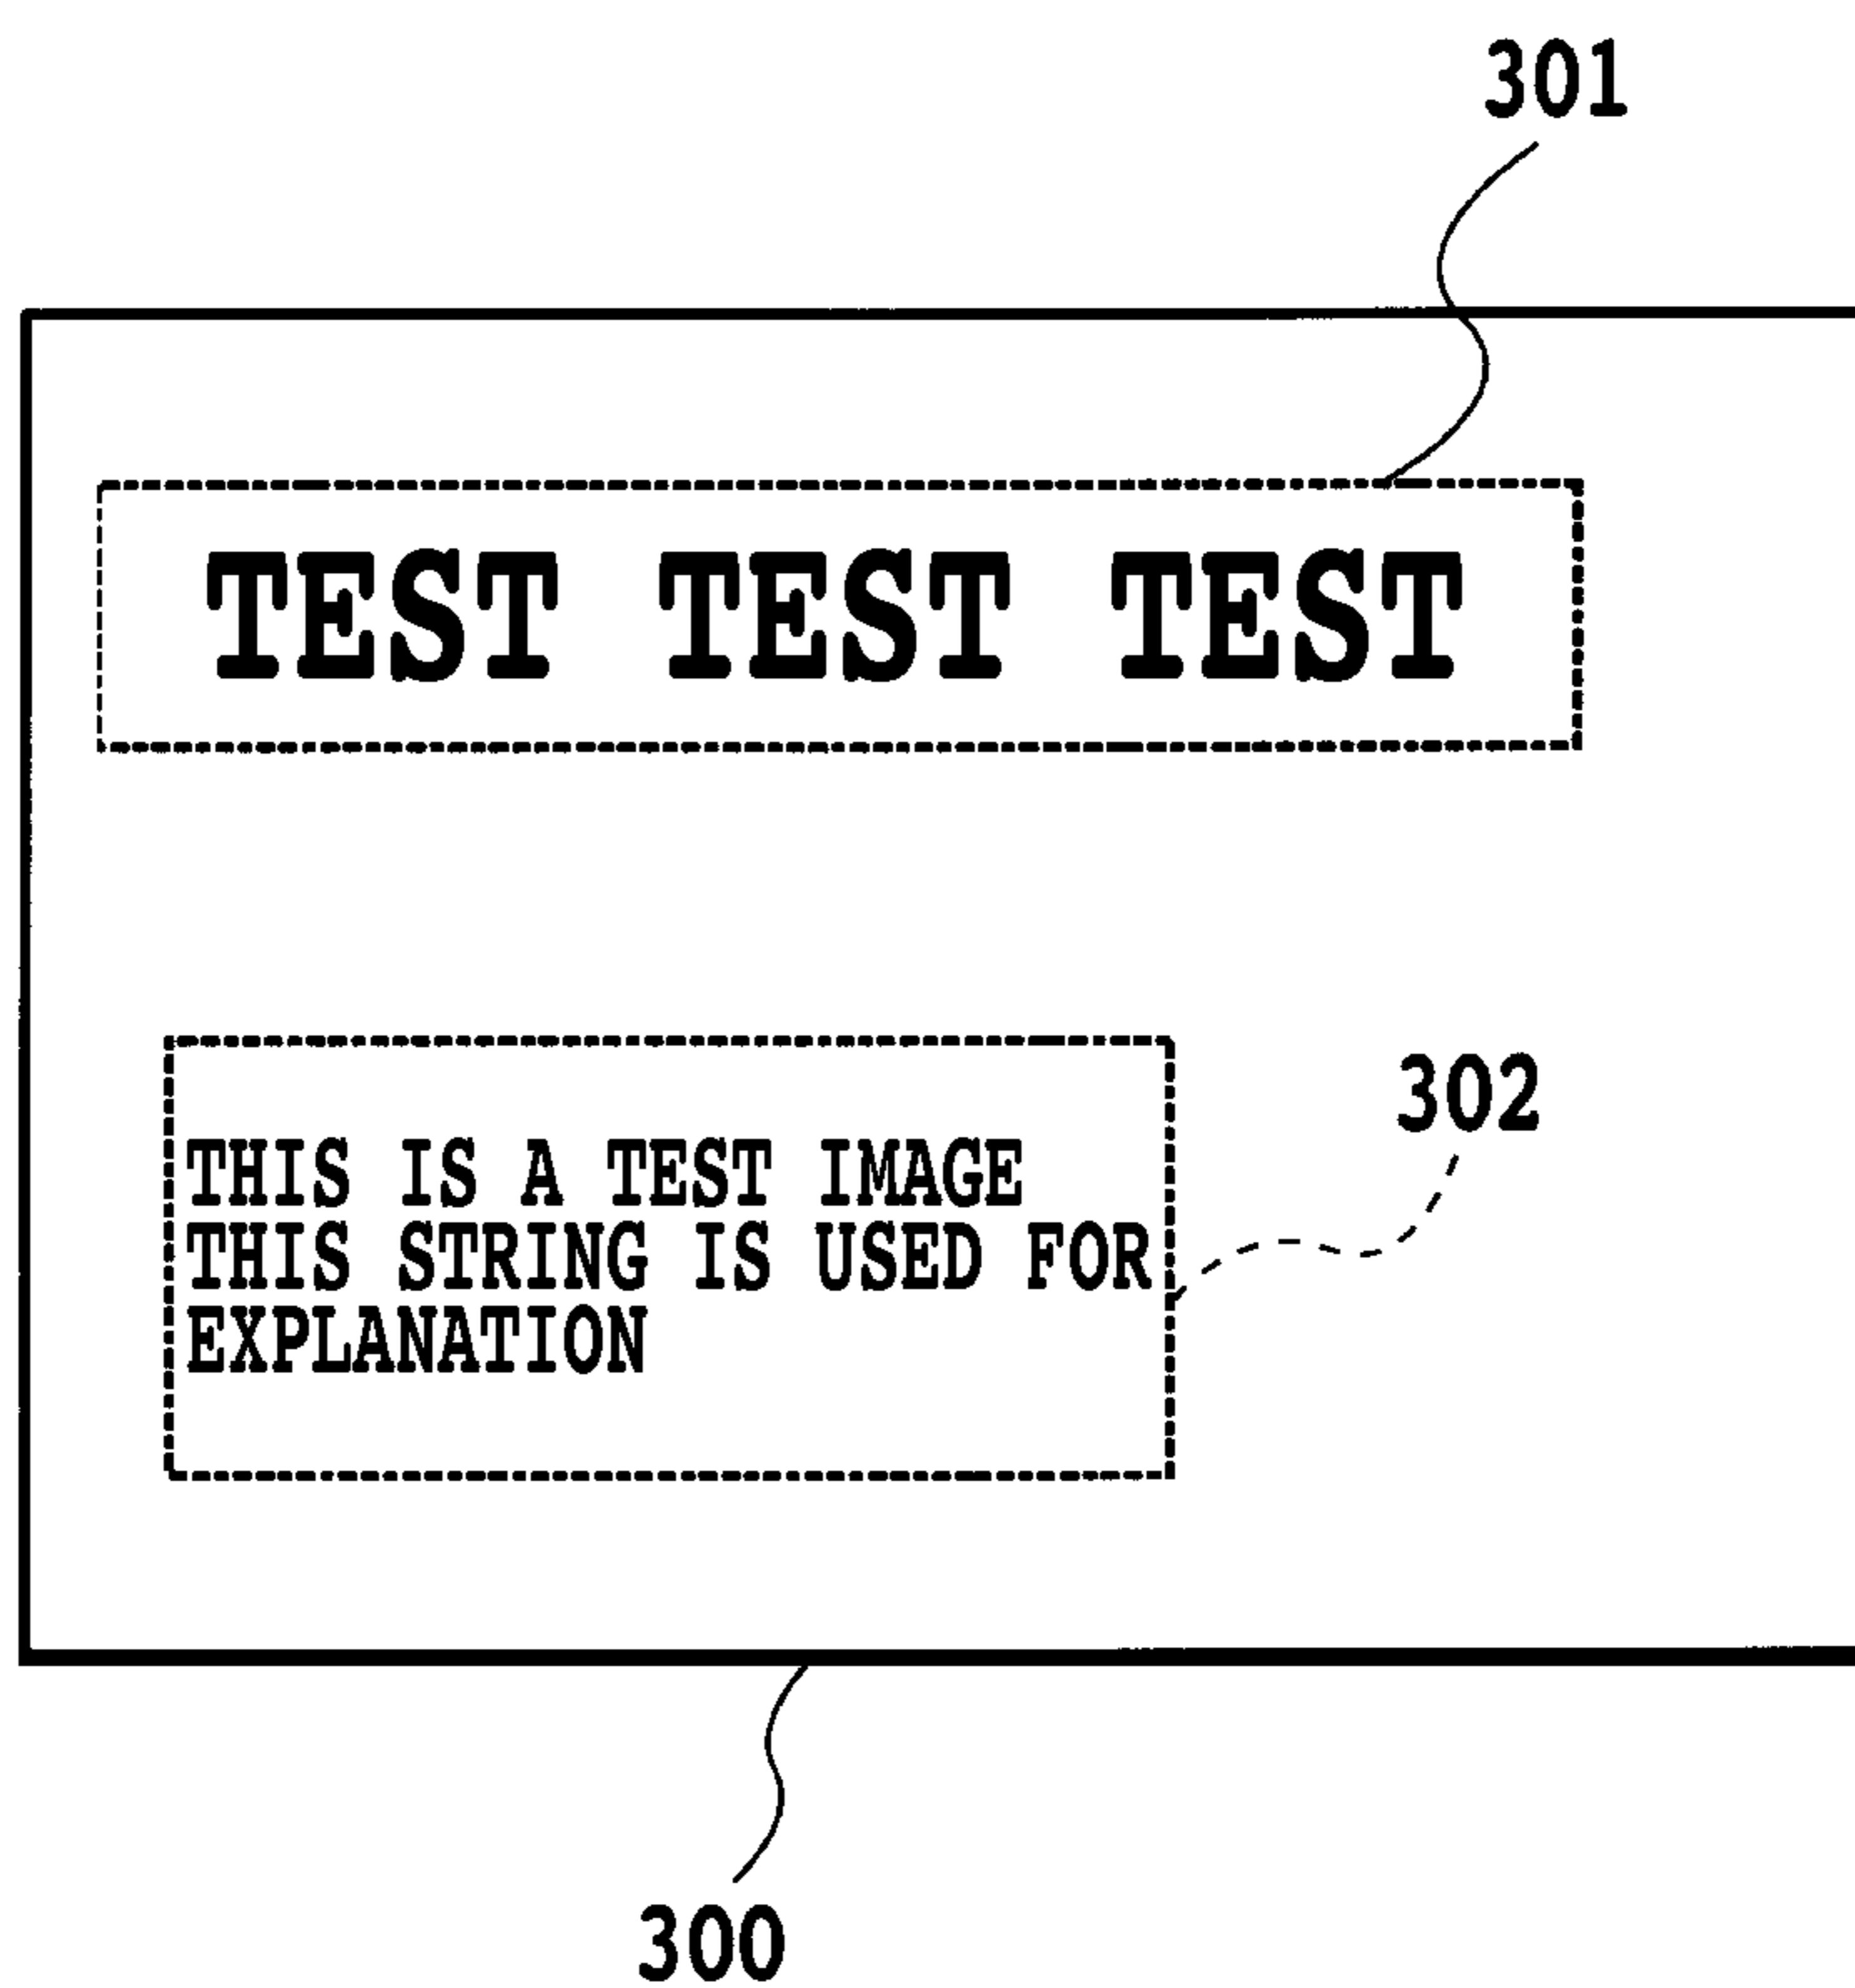 301
TEST TEST TEST
302
THIS IS A TEST IMAGE
THIS STRING IS USED FOR
EXPLANATION
300